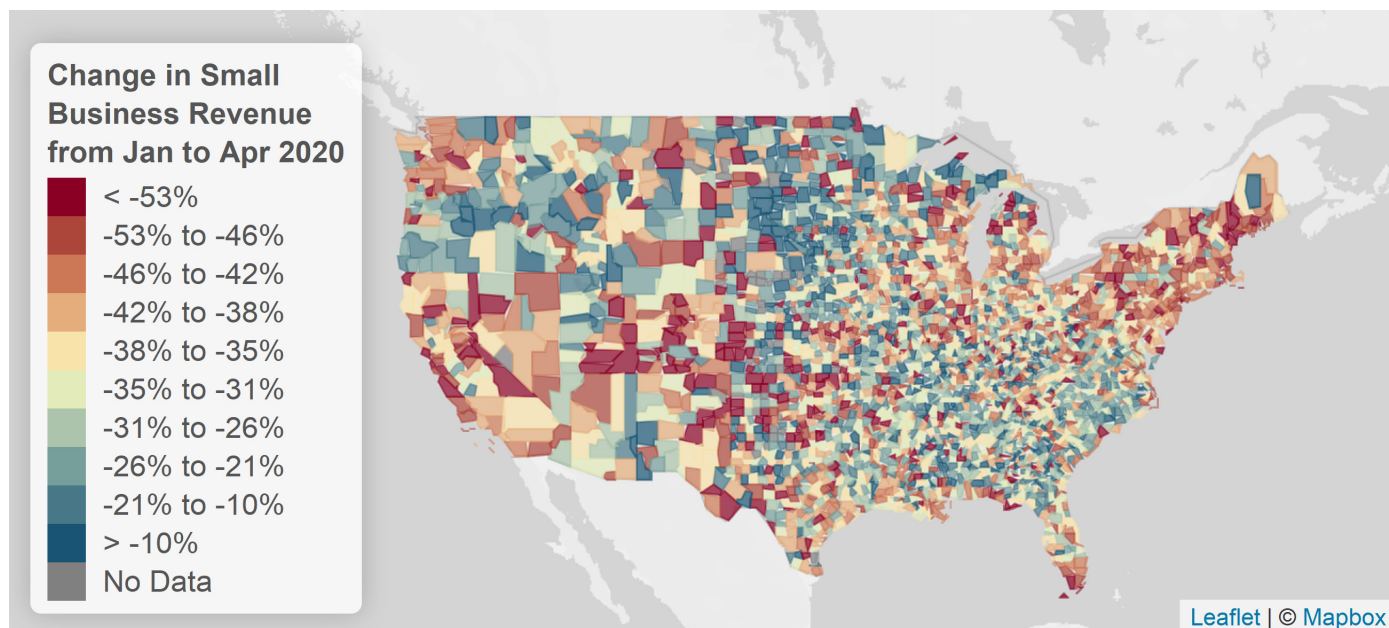 Change in Small
Business Revenue
from Jan to Apr 2020
< -53%
-53% to -46%
-46% to -42%
-42% to -38%
-38% to -35%
-35% to -31%
-31% to -26%
-26% to -21%
-21% to -10%
> -10%
No Data
Leaflet | © Mapbox